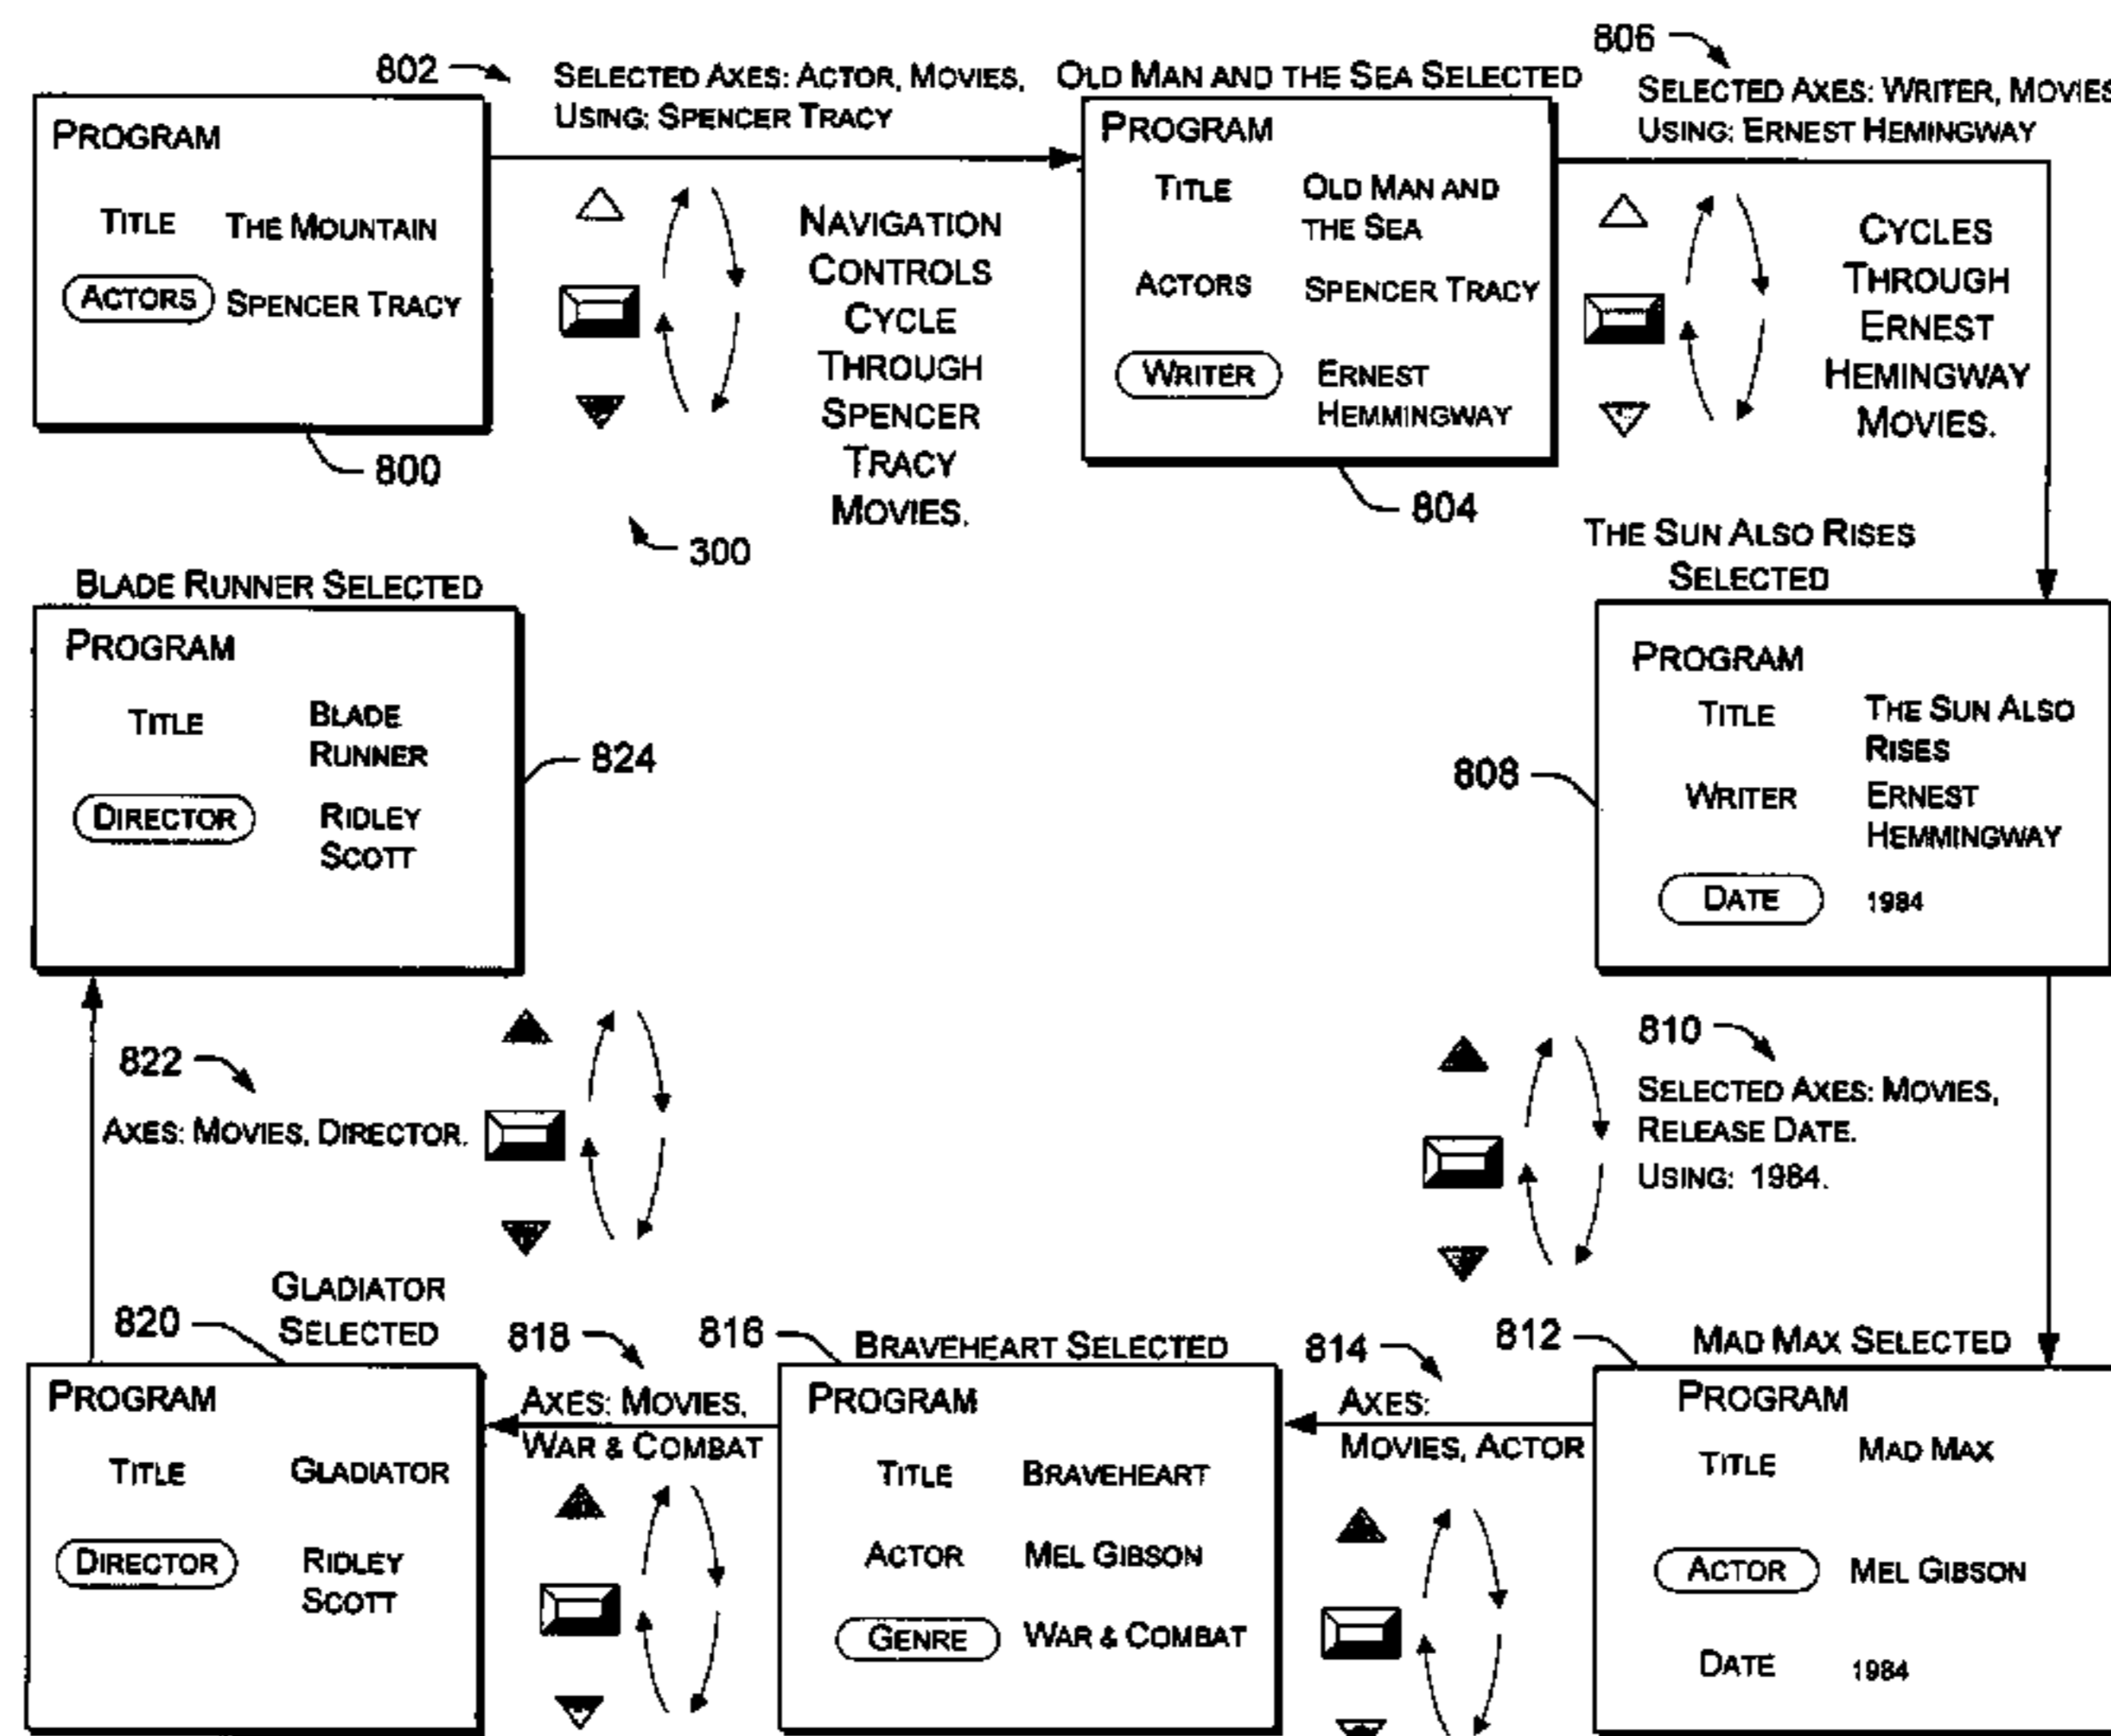 802
SELECTED AXES: ACTOR, MOVIES,
USING: SPENCER TRACY
PROGRAM
TITLE THE MOUNTAIN
ACTORS SPENCER TRACY
800
NAVIGATION
CONTROLS
CYCLE
THROUGH
SPENCER
TRACY
MOVIES.
300
OLD MAN AND THE SEA SELECTED
PROGRAM
TITLE OLD MAN AND
THE SEA
ACTORS SPENCER TRACY
WRITER ERNEST
HEMMINGWAY
804
806
SELECTED AXES: WRITER, MOVIES
USING: ERNEST HEMINGWAY
CYCLES
THROUGH
ERNEST
HEMINGWAY
MOVIES.
THE SUN ALSO RISES
SELECTED
808
PROGRAM
TITLE THE SUN ALSO
RISES
WRITER ERNEST
HEMMINGWAY
DATE 1984
810
SELECTED AXES: MOVIES,
RELEASE DATE.
USING: 1984.
812
MAD MAX SELECTED
PROGRAM
TITLE MAD MAX
ACTOR MEL GIBSON
DATE 1984
814
AXES:
MOVIES, ACTOR
816
BRAVEHEART SELECTED
PROGRAM
TITLE BRAVEHEART
ACTOR MEL GIBSON
GENRE WAR & COMBAT
818
AXES: MOVIES,
WAR & COMBAT
820
GLADIATOR
SELECTED
PROGRAM
TITLE GLADIATOR
DIRECTOR RIDLEY
SCOTT
822
AXES: MOVIES, DIRECTOR.
BLADE RUNNER SELECTED
PROGRAM
TITLE BLADE
RUNNER
DIRECTOR RIDLEY
SCOTT
824